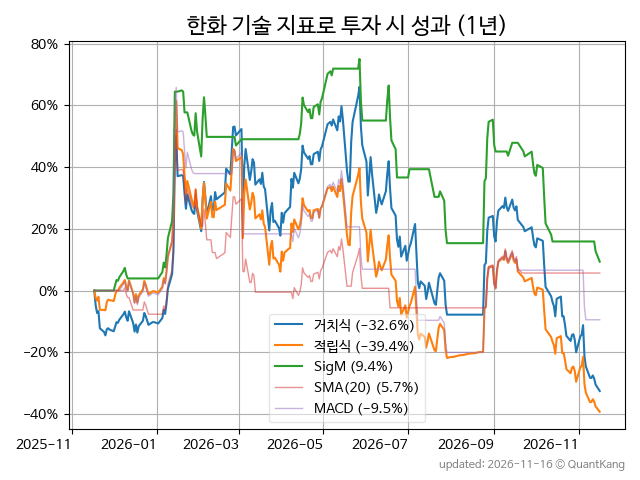 한화 기술 지표로 투자 시 성과 (1년)
80%
60%
40%
20%
0%
−20%
−40%
거치식 (−32.6%)
적립식 (−39.4%)
SigM (9.4%)
SMA(20) (5.7%)
MACD (−9.5%)
2025-11
2026-01
2026-03
2026-05
2026-07
2026-09
2026-11
updated: 2026-11-16 © QuantKang